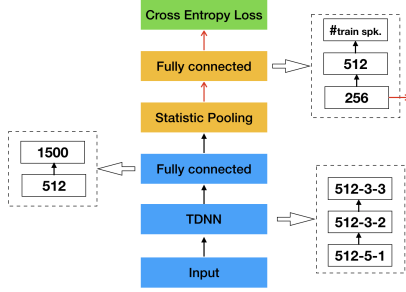 Cross Entropy Loss
#train spk.
Fully connected
512
256
Statistic Pooling
1500
512
Fully connected
512-3-3
TDNN
512-3-2
512-5-1
Input